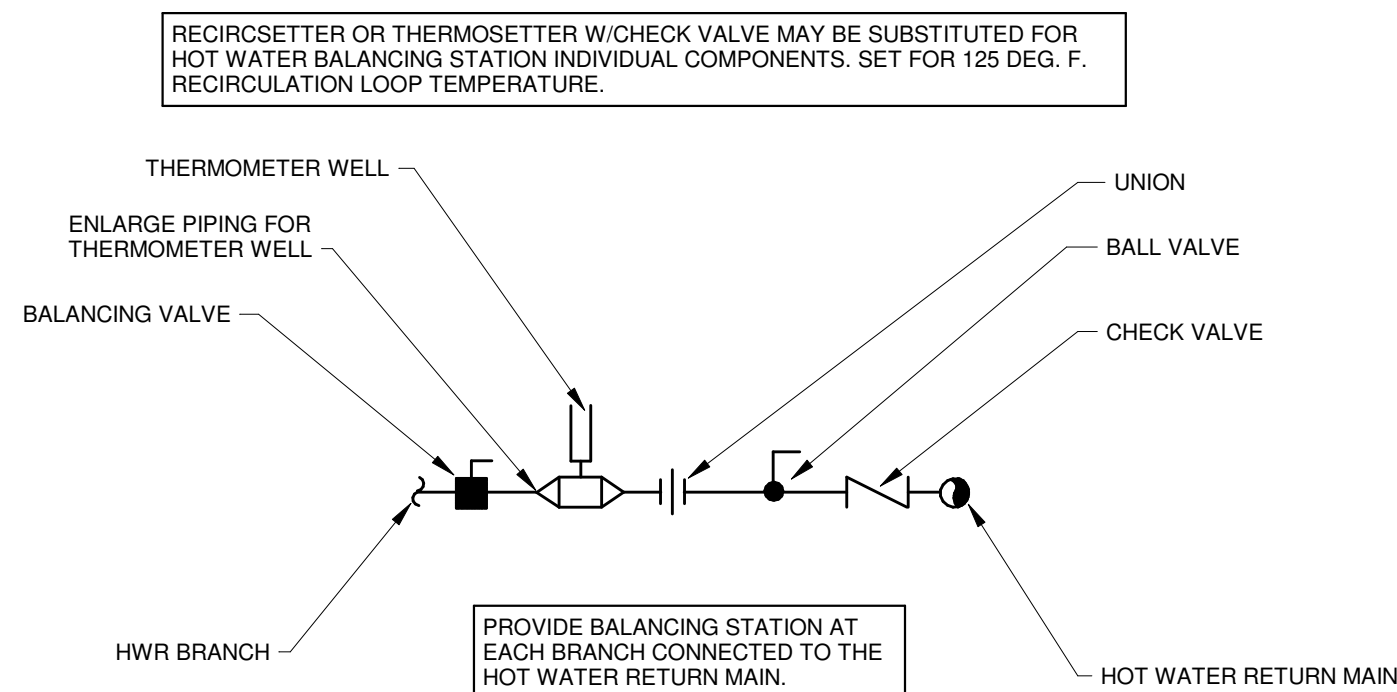 RECIRCSETTER OR THERMOSETTER W/CHECK VALVE MAY BE SUBSTITUTED FOR
HOT WATER BALANCING STATION INDIVIDUAL COMPONENTS. SET FOR 125 DEG. F.
RECIRCULATION LOOP TEMPERATURE.
THERMOMETER WELL
UNION
ENLARGE PIPING FOR
THERMOMETER WELL
BALL VALVE
BALANCING VALVE
CHECK VALVE
HWR BRANCH
PROVIDE BALANCING STATION AT
EACH BRANCH CONNECTED TO THE
HOT WATER RETURN MAIN.
HOT WATER RETURN MAIN